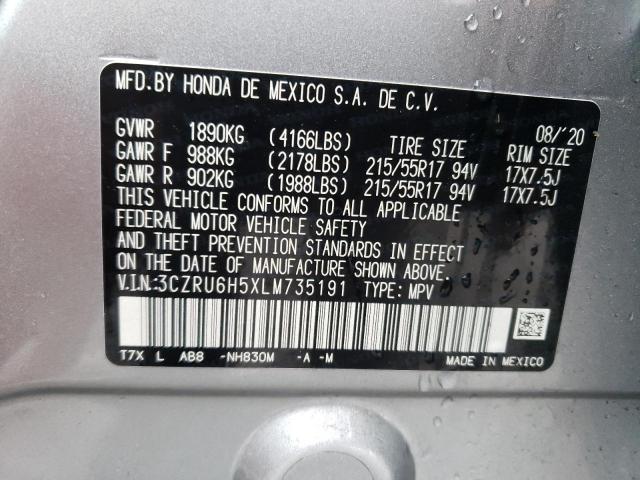 MFD. BY HONDA DE MEXICO S.A. DE C.V.
08/'20
GVWR 1890KG (4166LBS) TIRE SIZE RIM SIZE
GAWR F 988KG (2178LBS) 215/55R17 94V 17X7.5J
GAWR R 902KG (1988LBS) 215/55R17 94V 17X7.5J
THIS VEHICLE CONFORMS TO ALL APPLICABLE
FEDERAL MOTOR VEHICLE SAFETY
AND THEFT PREVENTION STANDARDS IN EFFECT
ON THE DATE OF MANUFACTURE SHOWN ABOVE.
V.I.N.:3CZRU6H5XLM735191 TYPE: MPV
T7X L AB8 -NH830M -A -M
MADE IN MEXICO